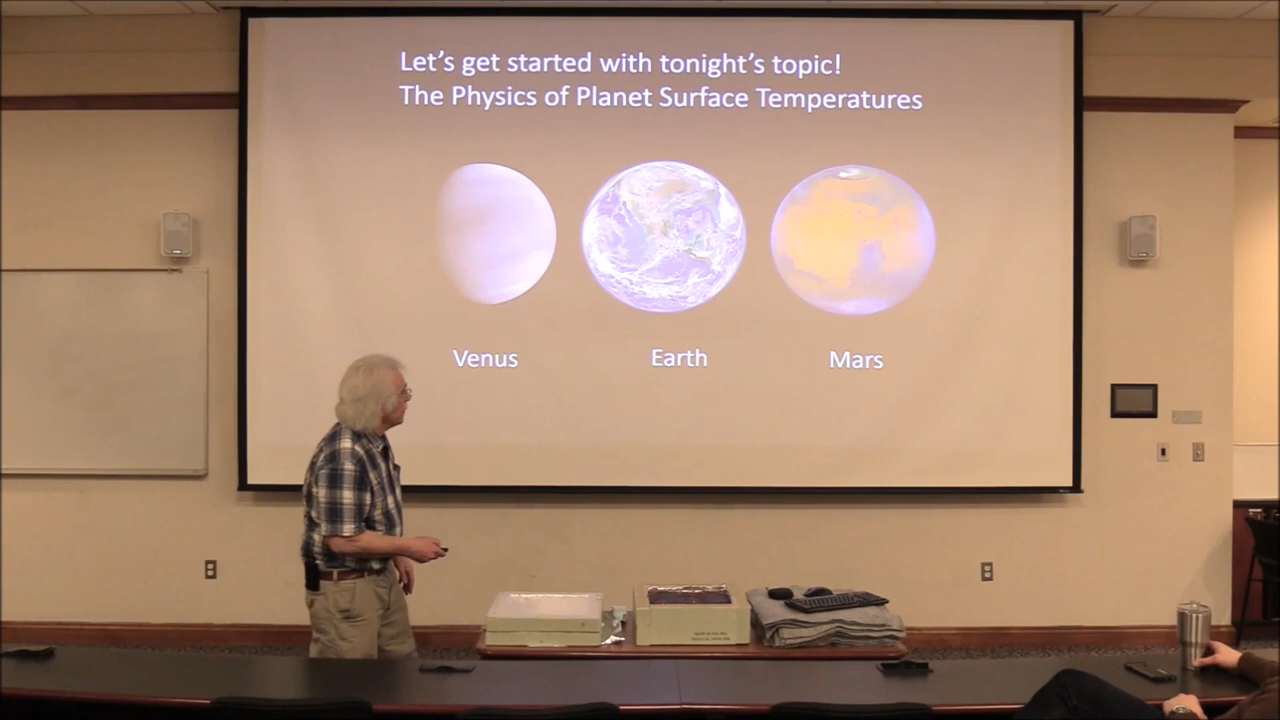 Let's get started with tonight's topic!
The Physics of Planet Surface Temperatures
Venus Earth Mars